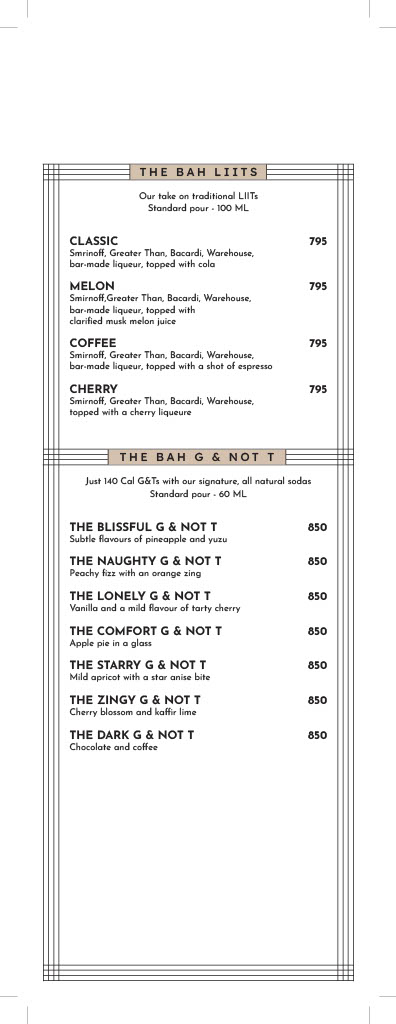 THE BAH LIITS
Our take on traditional LIITs
Standard pour - 100 ML
CLASSIC 795
Smrinoff, Greater Than, Bacardi, Warehouse,
bar-made liqueur, topped with cola
MELON 795
Smirnoff,Greater Than, Bacardi, Warehouse,
bar-made liqueur, topped with
clarified musk melon juice
COFFEE 795
Smirnoff, Greater Than, Bacardi, Warehouse,
bar-made liqueur, topped with a shot of espresso
CHERRY 795
Smirnoff, Greater Than, Bacardi, Warehouse,
topped with a cherry liqueure
THE BAH G & NOT T
Just 140 Cal G&Ts with our signature, all natural sodas
Standard pour - 60 ML
THE BLISSFUL G & NOT T 850
Subtle flavours of pineapple and yuzu
THE NAUGHTY G & NOT T 850
Peachy fizz with an orange zing
THE LONELY G & NOT T 850
Vanilla and a mild flavour of tarty cherry
THE COMFORT G & NOT T 850
Apple pie in a glass
THE STARRY G & NOT T 850
Mild apricot with a star anise bite
THE ZINGY G & NOT T 850
Cherry blossom and kaffir lime
THE DARK G & NOT T 850
Chocolate and coffee